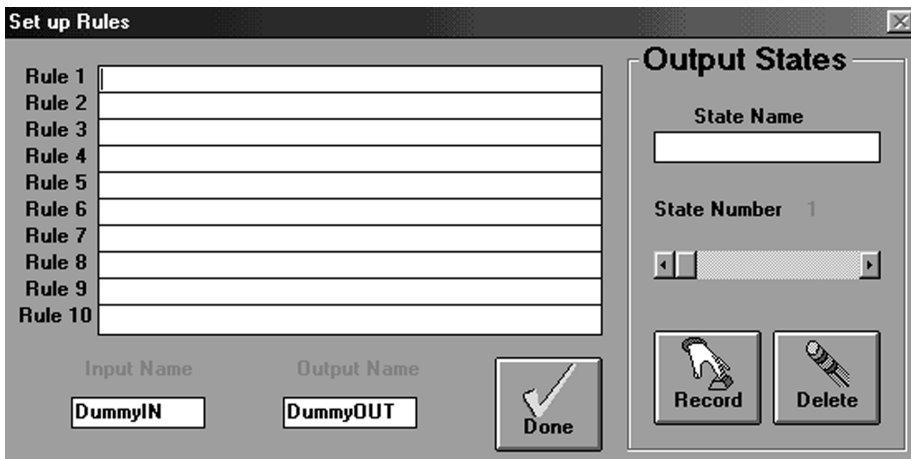 Set up Rules
Rule 1
Rule 2
Rule 3
Rule 4
Rule 5
Rule 6
Rule 7
Rule 8
Rule 9
Rule 10
Input Name
Output Name
DummyIN
DummyOUT
Done
Output States
State Name
State Number 1
Record
Delete